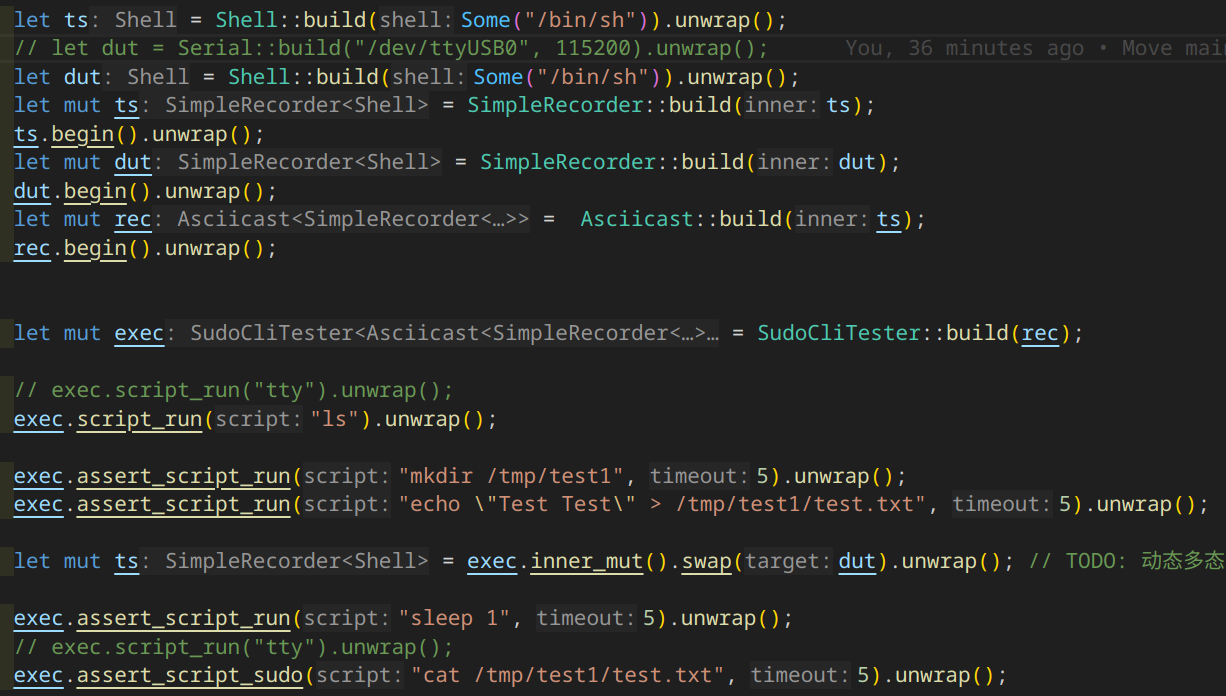 let ts: Shell = Shell::build(shell: Some("/bin/sh")).unwrap();
// let dut = Serial::build("/dev/ttyUSB0", 115200).unwrap();     You, 36 minutes ago • Move mai
let dut: Shell = Shell::build(shell: Some("/bin/sh")).unwrap();
let mut ts: SimpleRecorder<Shell> = SimpleRecorder::build(inner: ts);
ts.begin().unwrap();
let mut dut: SimpleRecorder<Shell> = SimpleRecorder::build(inner: dut);
dut.begin().unwrap();
let mut rec: Asciicast<SimpleRecorder<…>> =  Asciicast::build(inner: ts);
rec.begin().unwrap();
let mut exec: SudoCliTester<Asciicast<SimpleRecorder<…>… = SudoCliTester::build(rec);
// exec.script_run("tty").unwrap();
exec.script_run(script: "ls").unwrap();
exec.assert_script_run(script: "mkdir /tmp/test1", timeout: 5).unwrap();
exec.assert_script_run(script: "echo \"Test Test\" > /tmp/test1/test.txt", timeout: 5).unwrap();
let mut ts: SimpleRecorder<Shell> = exec.inner_mut().swap(target: dut).unwrap(); // TODO: 动态多态
exec.assert_script_run(script: "sleep 1", timeout: 5).unwrap();
// exec.script_run("tty").unwrap();
exec.assert_script_sudo(script: "cat /tmp/test1/test.txt", timeout: 5).unwrap();